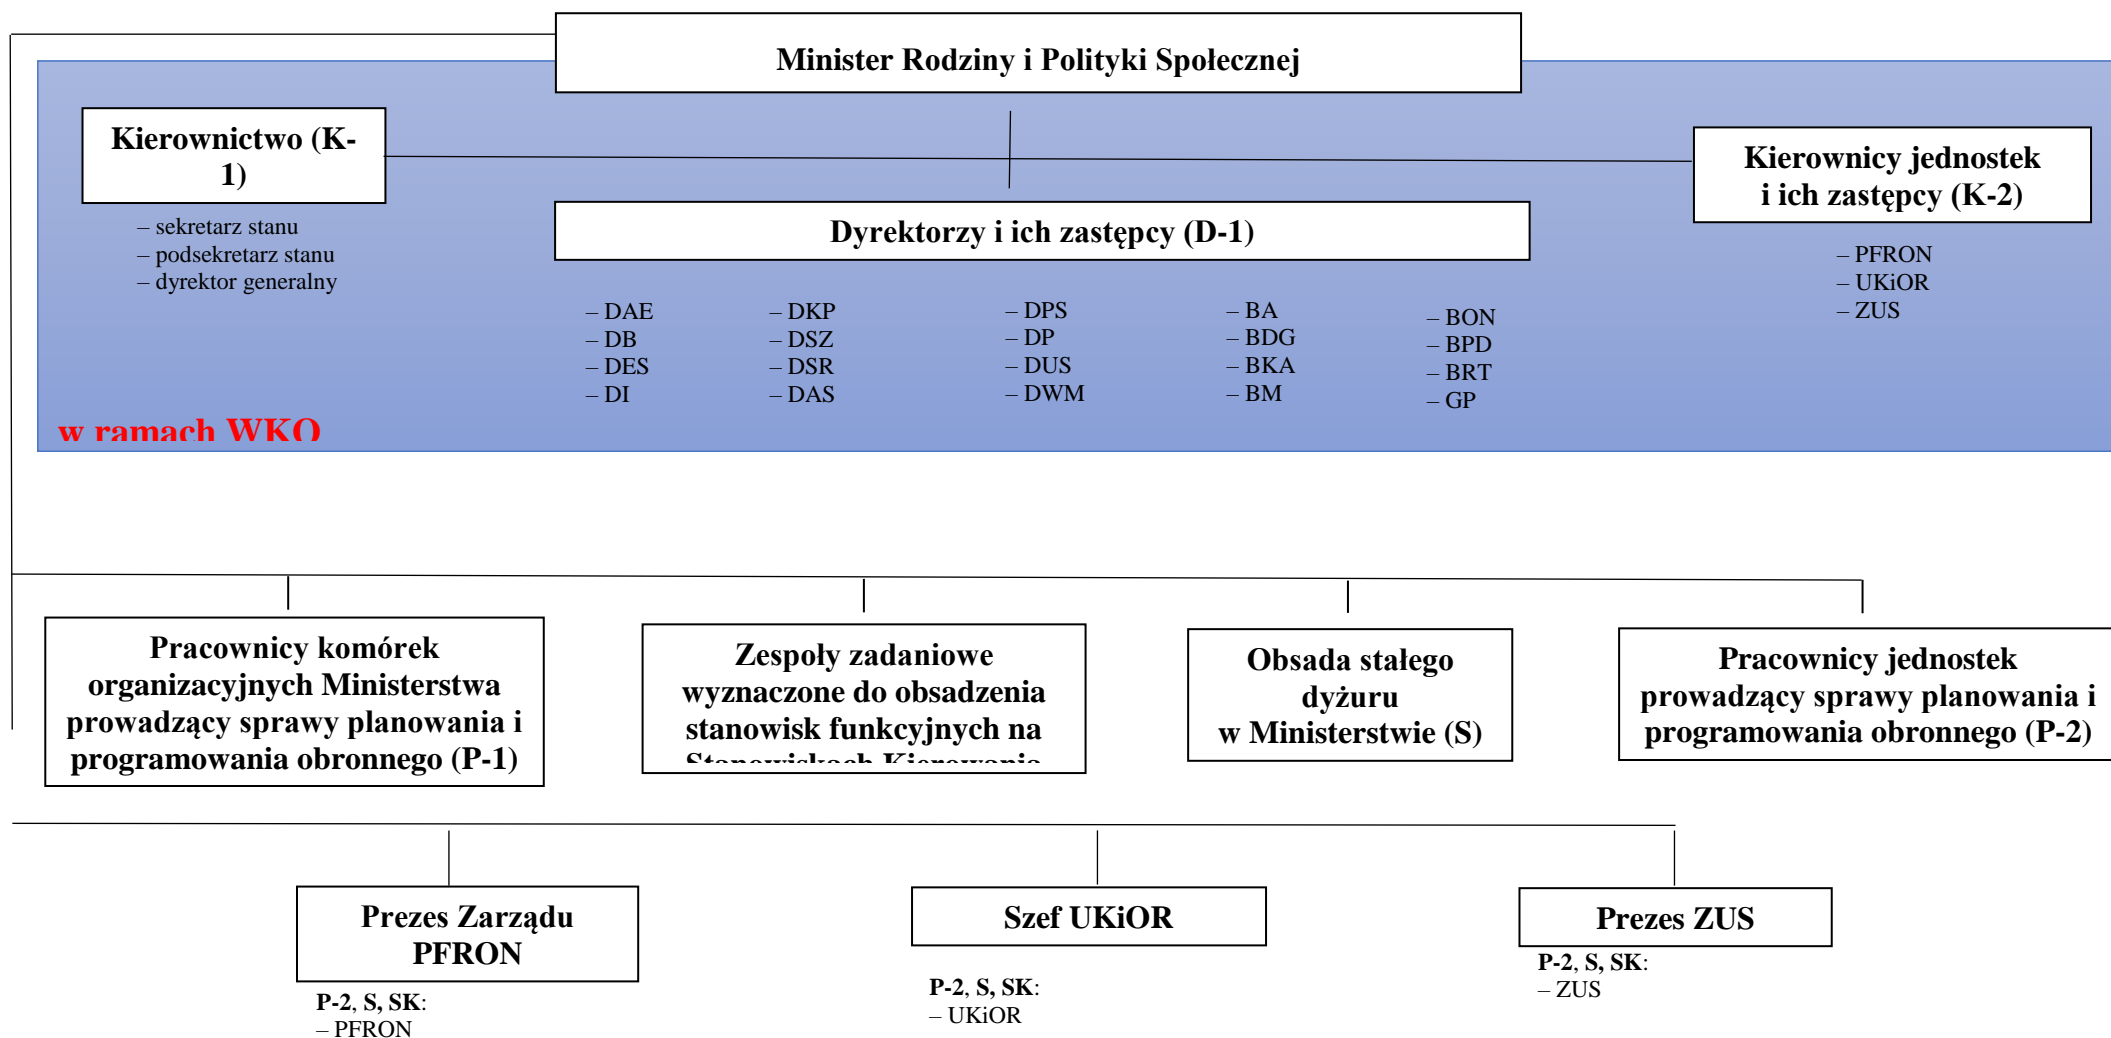 Minister Rodziny i Polityki Społecznej
Kierownictwo (K-
1)
– sekretarz stanu
– podsekretarz stanu
– dyrektor generalny
Dyrektorzy i ich zastępcy (D-1)
– DAE
– DB
– DES
– DI
– DKP
– DSZ
– DSR
– DAS
– DPS
– DP
– DUS
– DWM
– BA
– BDG
– BKA
– BM
– BON
– BPD
– BRT
– GP
Kierownicy jednostek
i ich zastępcy (K-2)
– PFRON
– UKiOR
– ZUS
w ramach WKO
Pracownicy komórek
organizacyjnych Ministerstwa
prowadzący sprawy planowania i
programowania obronnego (P-1)
Zespoły zadaniowe
wyznaczone do obsadzenia
stanowisk funkcyjnych na
Stanowiskach Kierowania
Obsada stałego
dyżuru
w Ministerstwie (S)
Pracownicy jednostek
prowadzący sprawy planowania i
programowania obronnego (P-2)
Prezes Zarządu
PFRON
P-2, S, SK:
– PFRON
Szef UKiOR
P-2, S, SK:
– UKiOR
Prezes ZUS
P-2, S, SK:
– ZUS